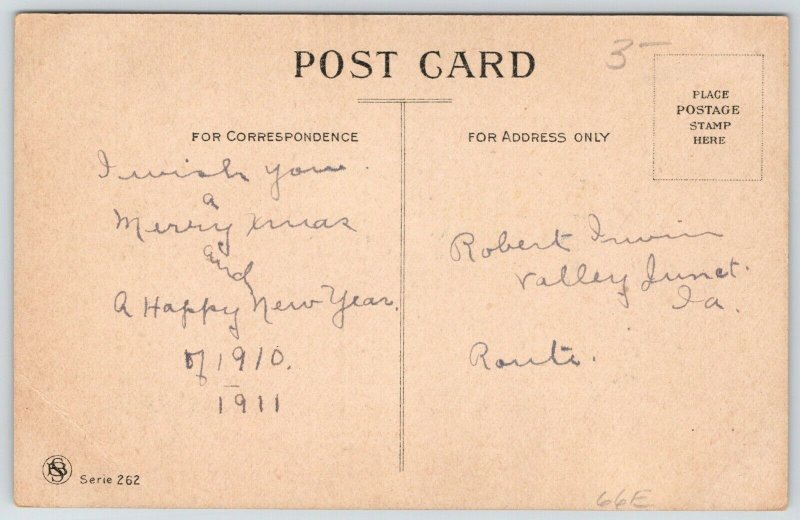 POST CARD
3-
PLACE
POSTAGE
STAMP
HERE
FOR CORRESPONDENCE
I wish you
a
Merry Xmas
and
A Happy New Year.
of 1910.
1911
FOR ADDRESS ONLY
Robert Irwin
Valley Junct.
Ia.
Route.
Serie 262
66E